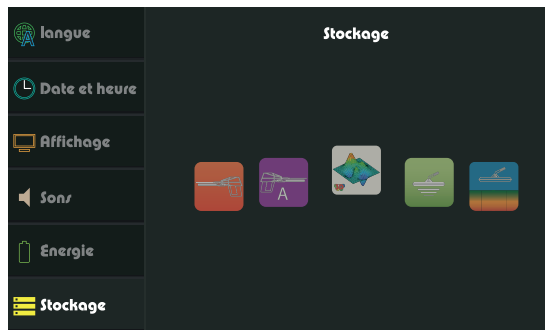 langue
Date et heure
Affichage
Sons
Energie
Stockage
Stockage
A